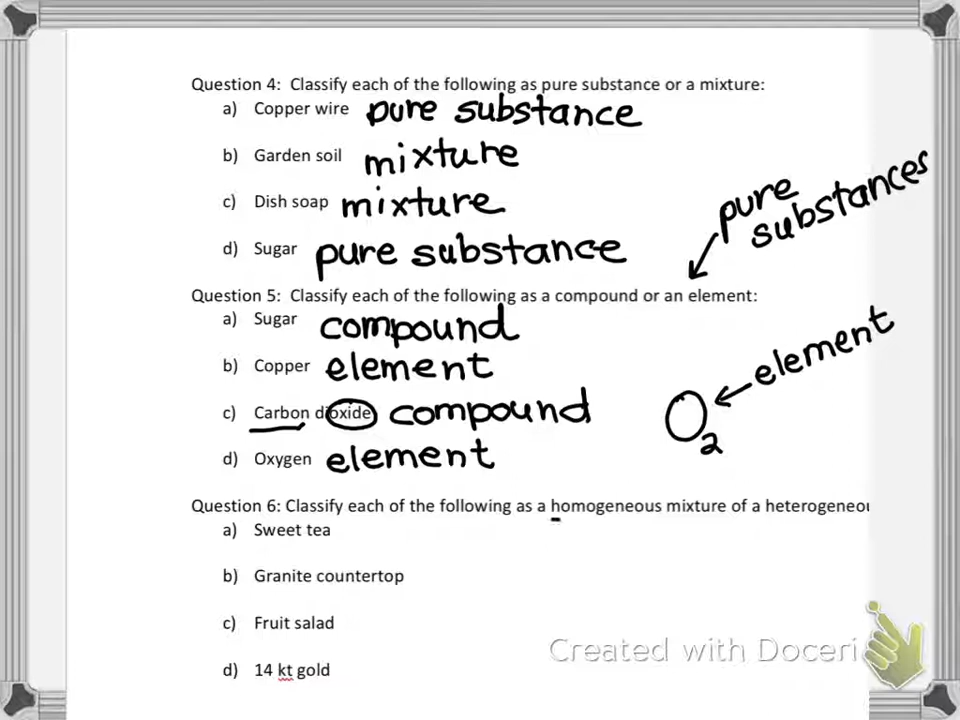 Question 4: Classify each of the following as pure substance or a mixture:
a) Copper wire pure substance
b) Garden soil mixture
c) Dish soap mixture
d) Sugar pure substance
pure
substances
Question 5: Classify each of the following as a compound or an element:
a) Sugar compound
b) Copper element
c) Carbon dioxide compound
d) Oxygen element
O2 element
Question 6: Classify each of the following as a homogeneous mixture of a
a) Sweet tea
b) Granite countertop
c) Fruit salad
d) 14 kt gold
Created with Doceri